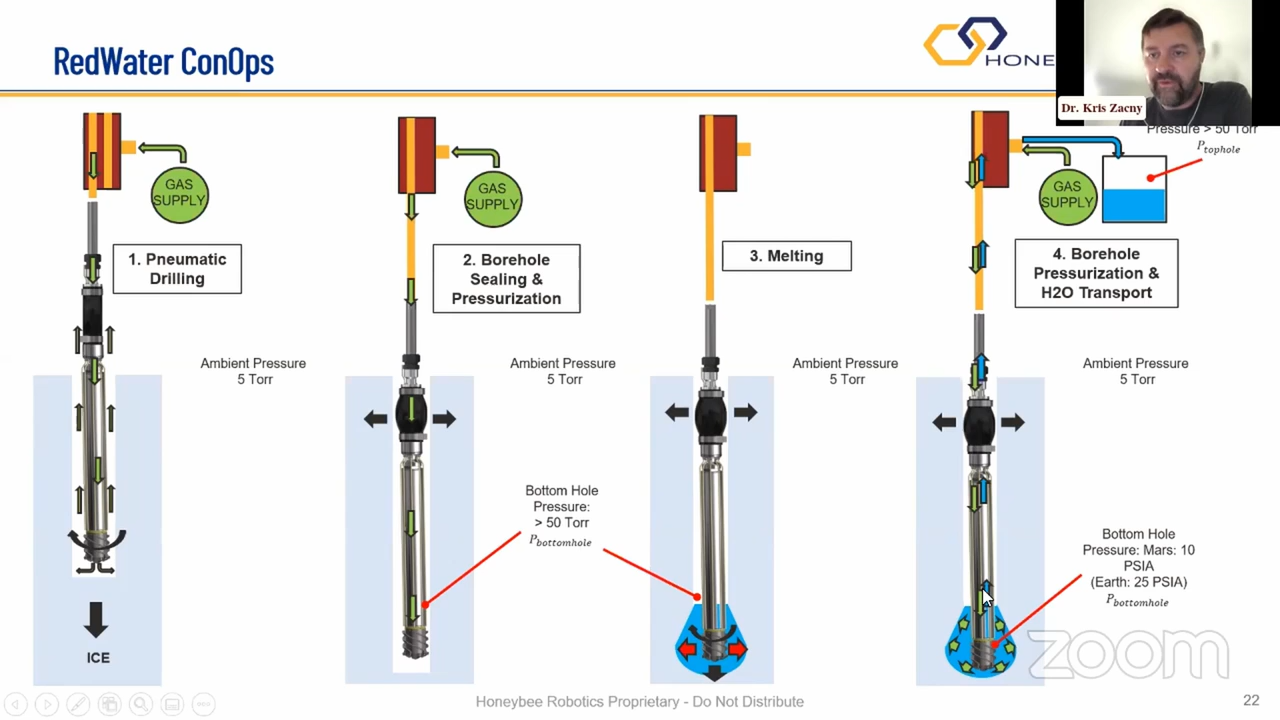 RedWater ConOps
HONE
Dr. Kris Zacny
Pressure > 50 Torr
P_tophole
GAS
SUPPLY
GAS
SUPPLY
GAS
SUPPLY
1. Pneumatic
Drilling
2. Borehole
Sealing &
Pressurization
3. Melting
4. Borehole
Pressurization &
H2O Transport
Ambient Pressure
5 Torr
Ambient Pressure
5 Torr
Ambient Pressure
5 Torr
Ambient Pressure
5 Torr
Bottom Hole
Pressure:
> 50 Torr
P_bottomhole
Bottom Hole
Pressure: Mars: 10
PSIA
(Earth: 25 PSIA)
P_bottomhole
ICE
zoom
Honeybee Robotics Proprietary - Do Not Distribute
22